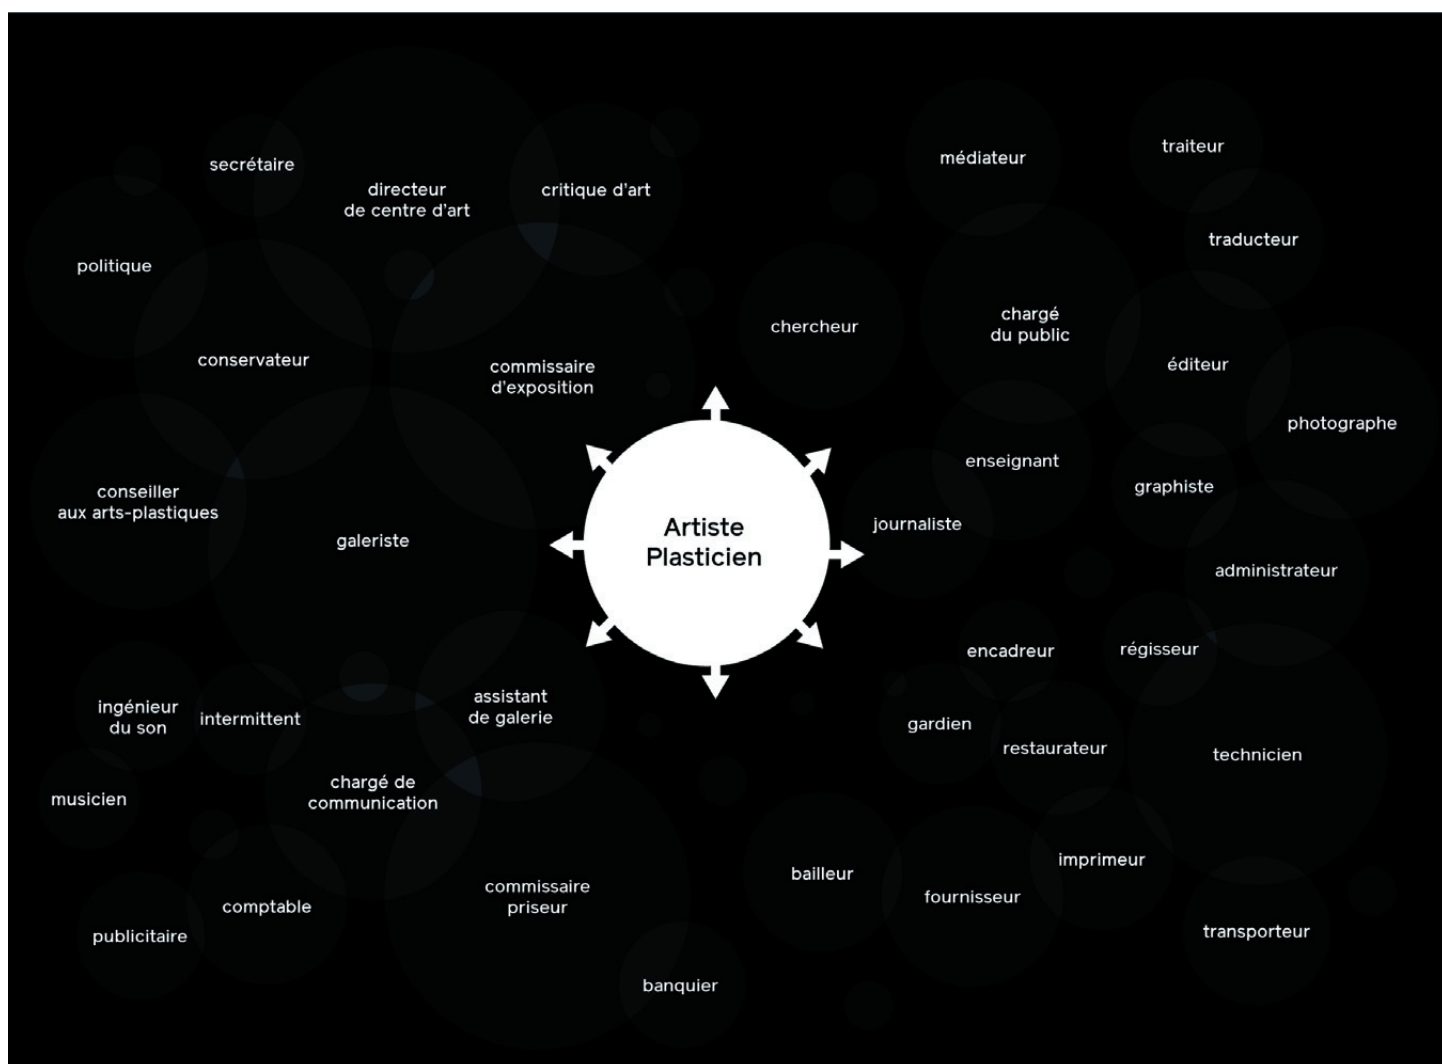 secrétaire
directeur
de centre d'art
critique d'art
politique
conservateur
commissaire
d'exposition
conseiller
aux arts-plastiques
galeriste
médiateur
traiteur
traducteur
chercheur
chargé
du public
éditeur
photographe
enseignant
graphiste
journaliste
administrateur
Artiste
Plasticien
encadreur
régisseur
gardien
restaurateur
technicien
ingénieur
du son
intermittent
assistant
de galerie
musicien
chargé de
communication
publicitaire
comptable
commissaire
priseur
banquier
bailleur
fournisseur
imprimeur
transporteur